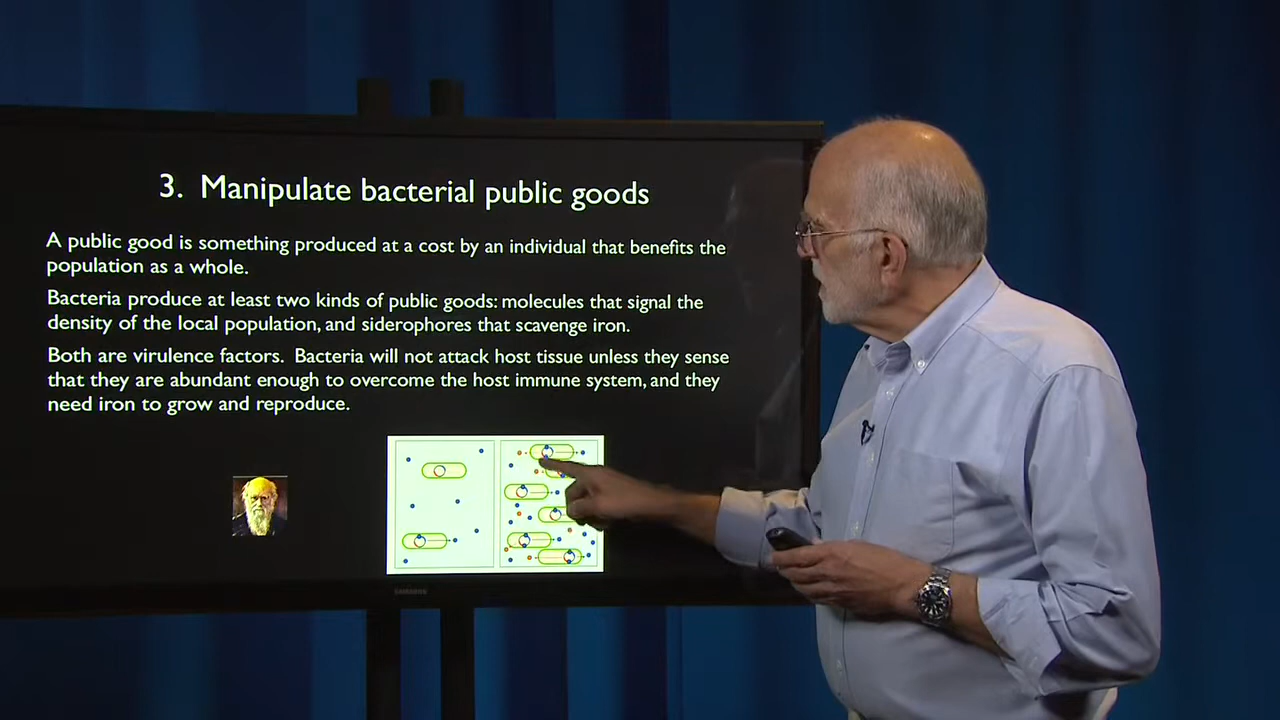 3. Manipulate bacterial public goods
A public good is something produced at a cost by an individual that benefits the
population as a whole.
Bacteria produce at least two kinds of public goods: molecules that signal the
density of the local population, and siderophores that scavenge iron.
Both are virulence factors. Bacteria will not attack host tissue unless they sense
that they are abundant enough to overcome the host immune system, and they
need iron to grow and reproduce.
SAMSUNG